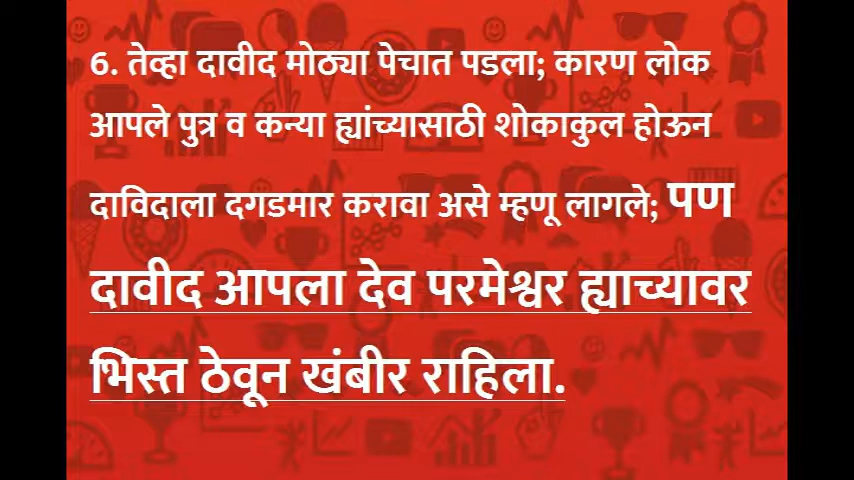 6. तेव्हा दावीद मोठ्या पेचात पडला; कारण लोक
आपले पुत्र व कन्या ह्यांच्यासाठी शोकाकुल होऊन
दाविदाला दगडमार करावा असे म्हणू लागले; पण
दावीद आपला देव परमेश्वर ह्याच्यावर
भिस्त ठेवून खंबीर राहिला.